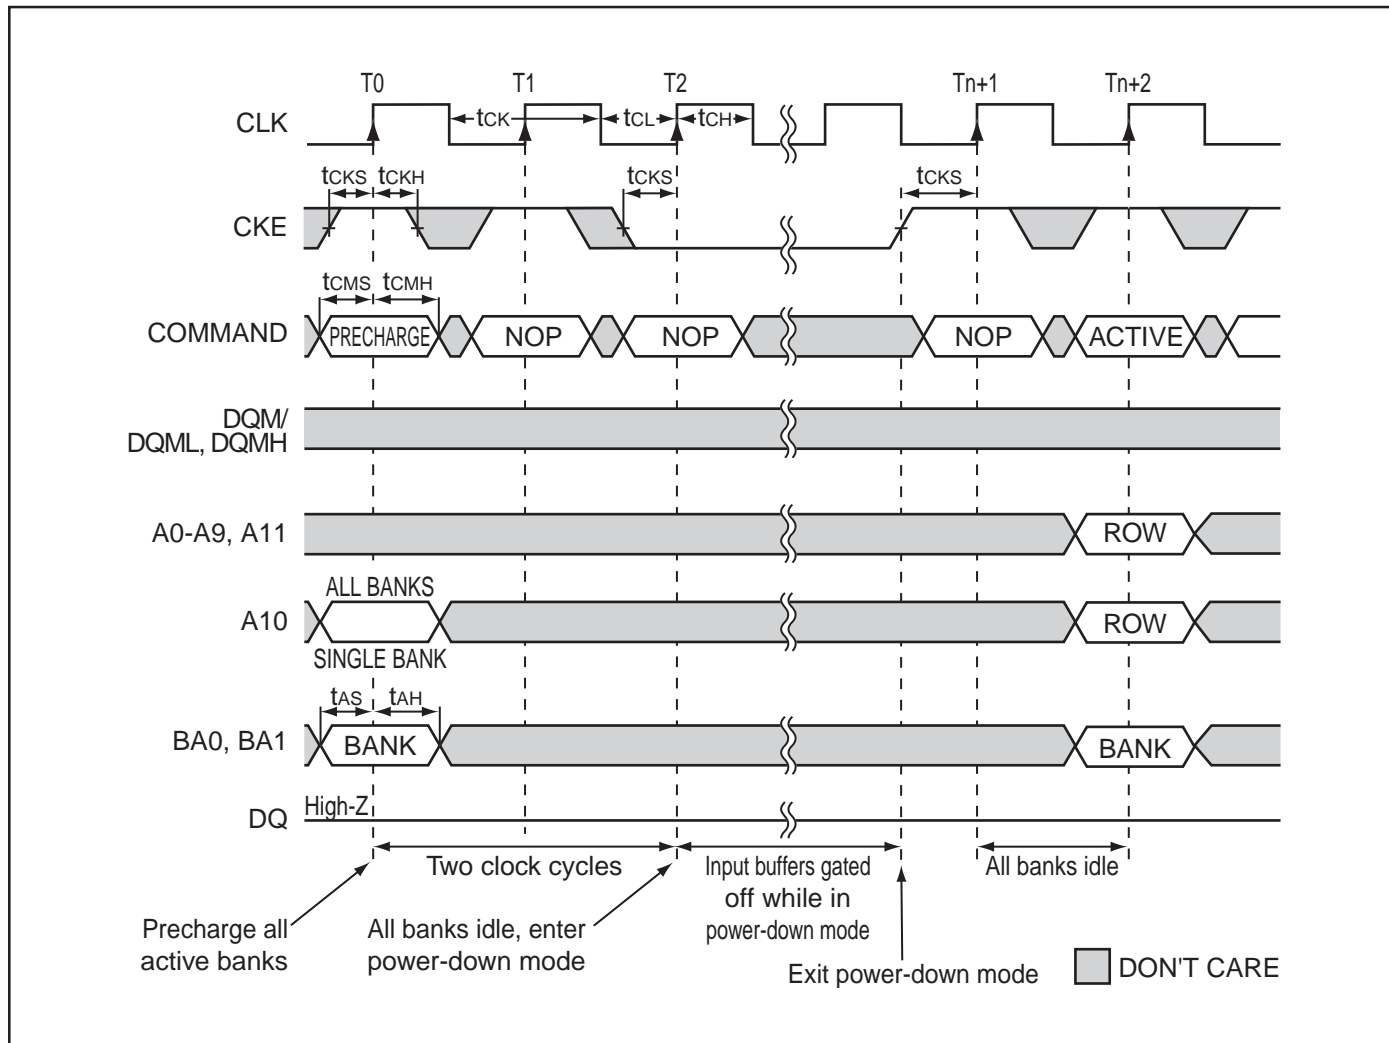 T0 T1 T2 Tn+1 Tn+2
CLK tCK tCL tCH
tCKS tCKH tCKS tCKS
CKE
tCMS tCMH
COMMAND PRECHARGE NOP NOP NOP ACTIVE
DQM/
DQML, DQMH
A0-A9, A11 ROW
ALL BANKS
A10 ROW
SINGLE BANK
tAS tAH
BA0, BA1 BANK BANK
High-Z
DQ
Two clock cycles
Input buffers gated
off while in
power-down mode
All banks idle
Precharge all
active banks
All banks idle, enter
power-down mode
Exit power-down mode
DON'T CARE